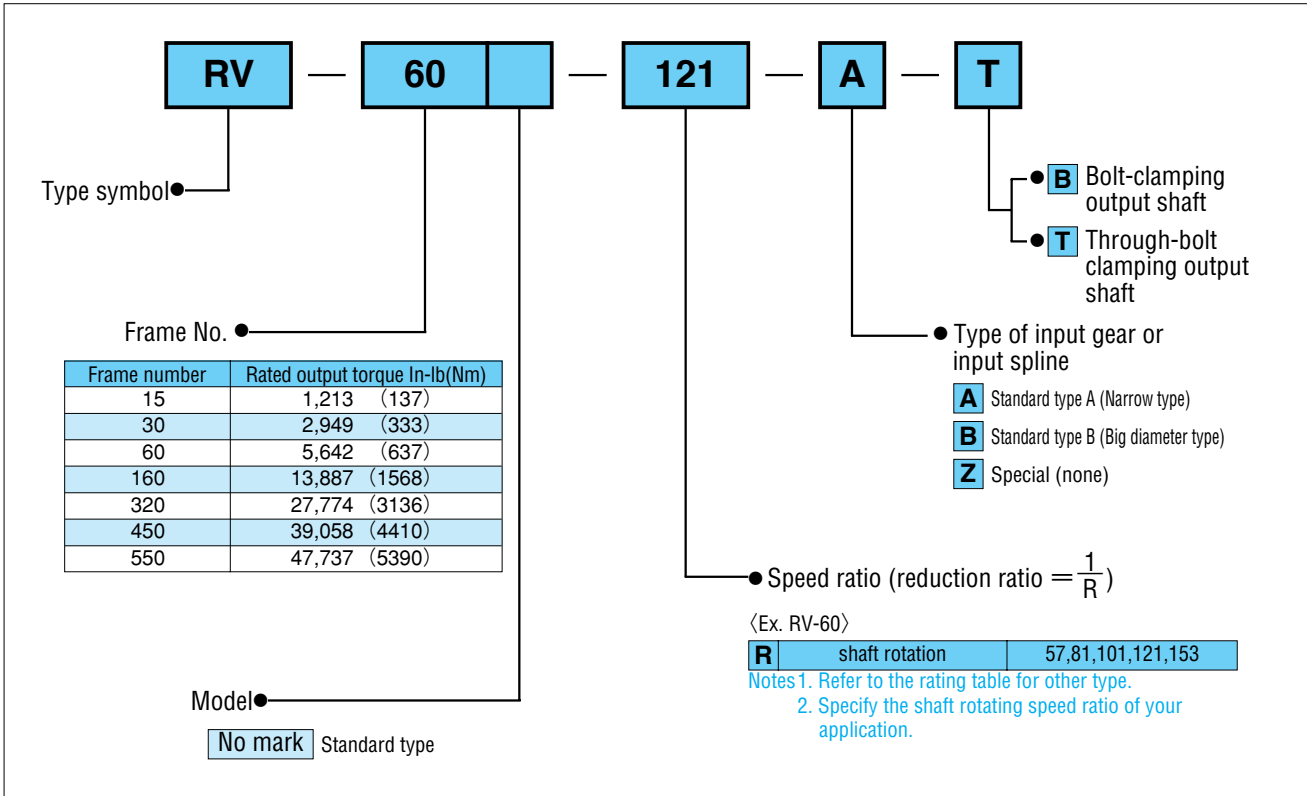 RV — 60 — 121 — A — T
Type symbol
B Bolt-clamping
output shaft
T Through-bolt
clamping output
shaft
Frame No.
Frame number Rated output torque In-lb(Nm)
15 1,213 (137)
30 2,949 (333)
60 5,642 (637)
160 13,887 (1568)
320 27,774 (3136)
450 39,058 (4410)
550 47,737 (5390)
Type of input gear or
input spline
A Standard type A (Narrow type)
B Standard type B (Big diameter type)
Z Special (none)
Speed ratio (reduction ratio = 1/R)
〈Ex. RV-60〉
R shaft rotation 57,81,101,121,153
Notes 1. Refer to the rating table for other type.
2. Specify the shaft rotating speed ratio of your
application.
Model
No mark Standard type